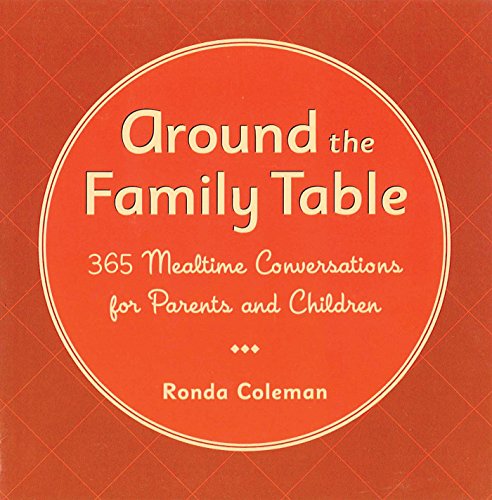 around the
Family Table
365 Mealtime Conversations
for Parents and Children
Ronda Coleman